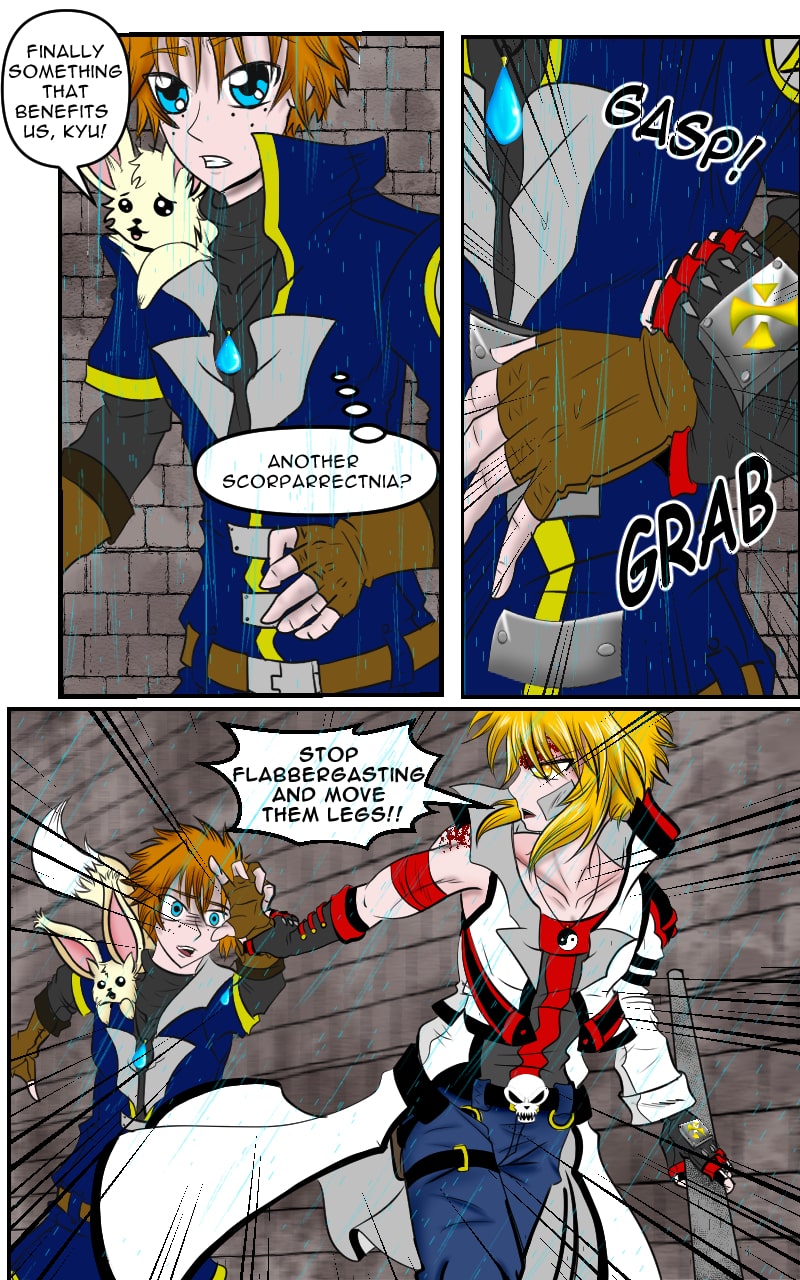 FINALLY
SOMETHING
THAT
BENEFITS
US, KYU!
ANOTHER
SCORPARRECTNIA?
GASP!
GRAB
STOP
FLABBERGASTING
AND MOVE
THEM LEGS!!